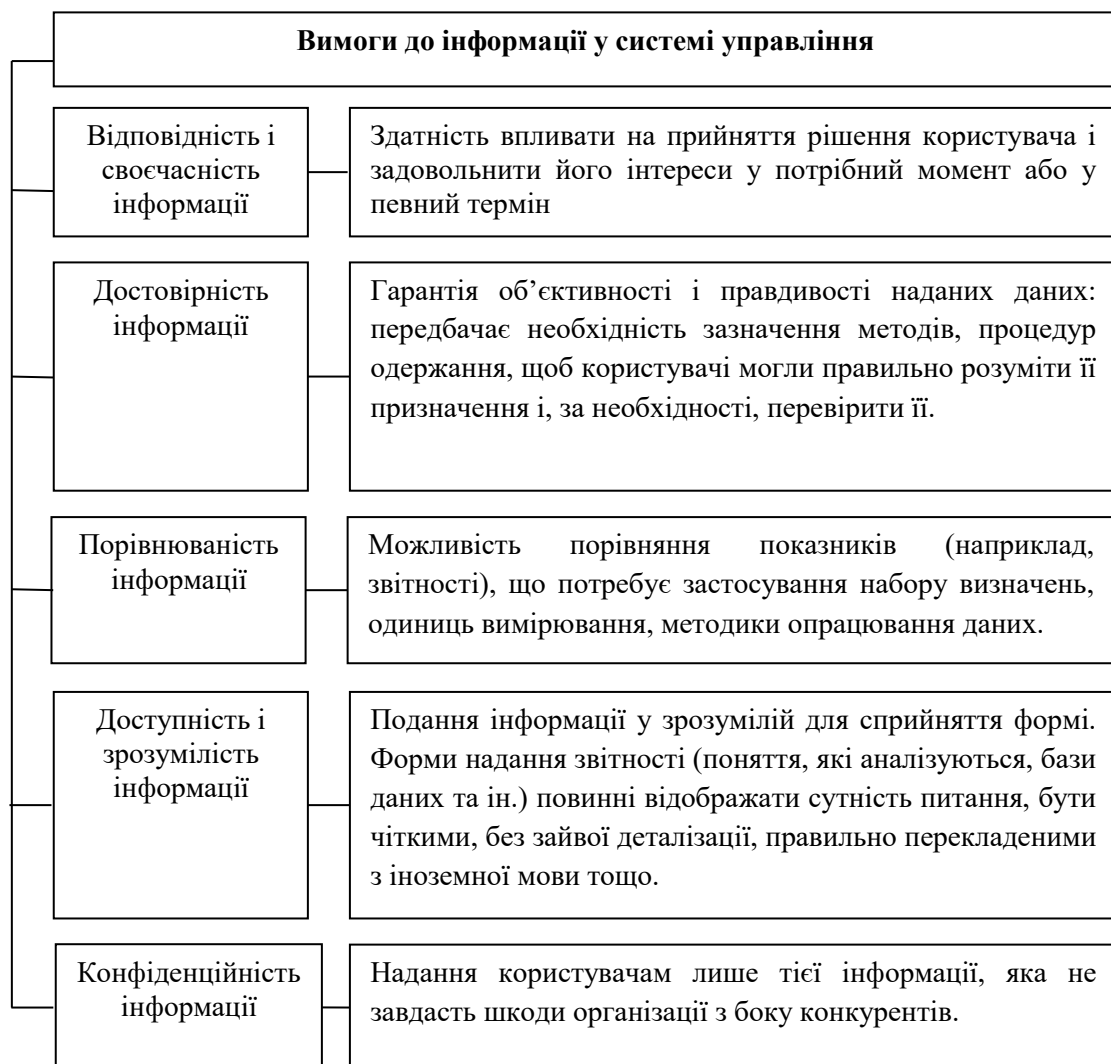 Вимоги до інформації у системі управління
Відповідність і
своєчасність
інформації
Здатність впливати на прийняття рішення користувача і
задовольнити його інтереси у потрібний момент або у
певний термін
Достовірність
інформації
Гарантія об’єктивності і правдивості наданих даних:
передбачає необхідність зазначення методів, процедур
одержання, щоб користувачі могли правильно розуміти її
призначення і, за необхідності, перевірити її.
Порівнюваність
інформації
Можливість порівняння показників (наприклад,
звітності), що потребує застосування набору визначень,
одиниць вимірювання, методики опрацювання даних.
Доступність і
зрозумілість
інформації
Подання інформації у зрозумілій для сприйняття формі.
Форми надання звітності (поняття, які аналізуються, бази
даних та ін.) повинні відображати сутність питання, бути
чіткими, без зайвої деталізації, правильно перекладеними
з іноземної мови тощо.
Конфіденційність
інформації
Надання користувачам лише тієї інформації, яка не
завдасть шкоди організації з боку конкурентів.